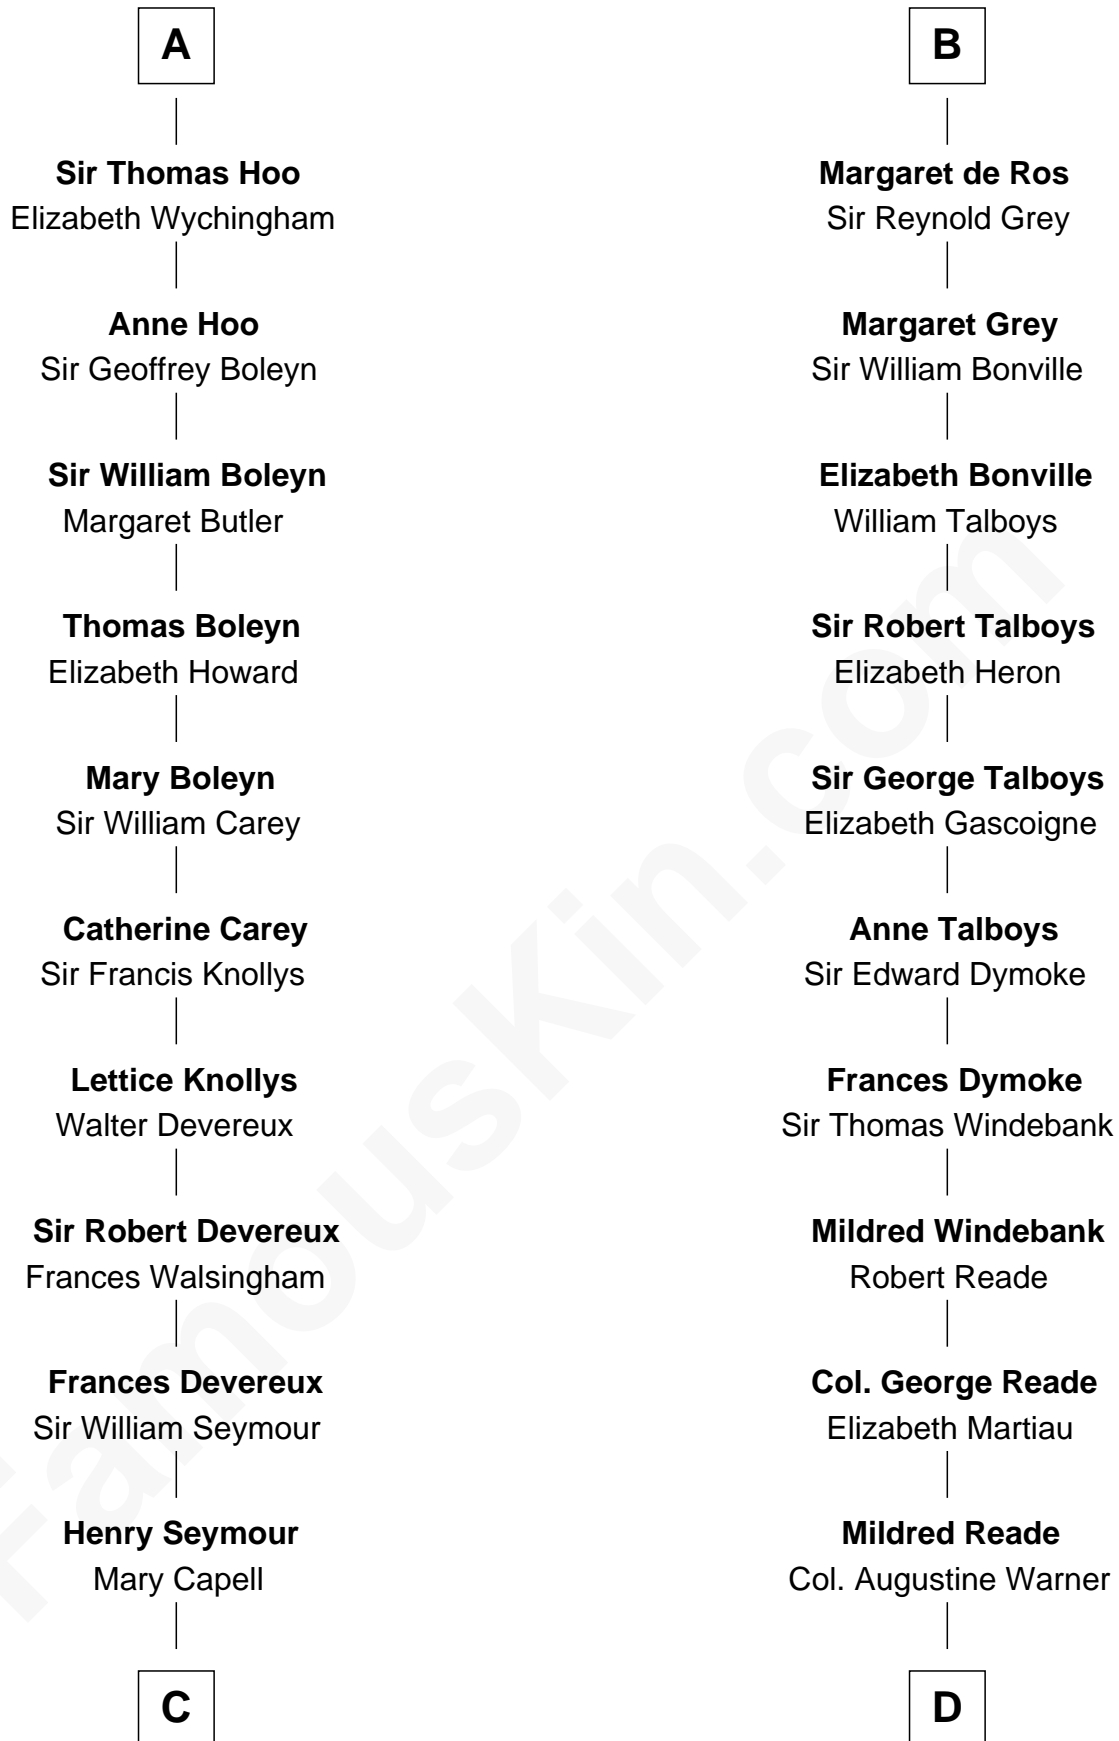 A
Sir Thomas Hoo
Elizabeth Wychingham
Anne Hoo
Sir Geoffrey Boleyn
Sir William Boleyn
Margaret Butler
Thomas Boleyn
Elizabeth Howard
Mary Boleyn
Sir William Carey
Catherine Carey
Sir Francis Knollys
Lettice Knollys
Walter Devereux
Sir Robert Devereux
Frances Walsingham
Frances Devereux
Sir William Seymour
Henry Seymour
Mary Capell
C
B
Margaret de Ros
Sir Reynold Grey
Margaret Grey
Sir William Bonville
Elizabeth Bonville
William Talboys
Sir Robert Talboys
Elizabeth Heron
Sir George Talboys
Elizabeth Gascoigne
Anne Talboys
Sir Edward Dymoke
Frances Dymoke
Sir Thomas Windebank
Mildred Windebank
Robert Reade
Col. George Reade
Elizabeth Martiau
Mildred Reade
Col. Augustine Warner
D
FamousKin.com